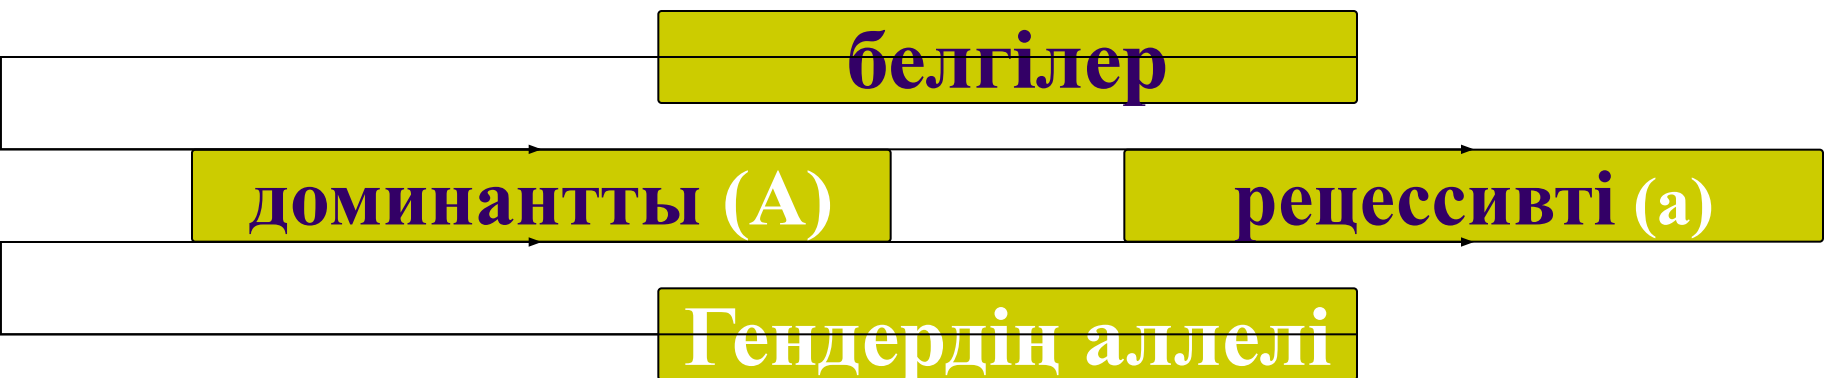 белгілер
доминантты (А)
рецессивті (а)
Гендердің аллелі